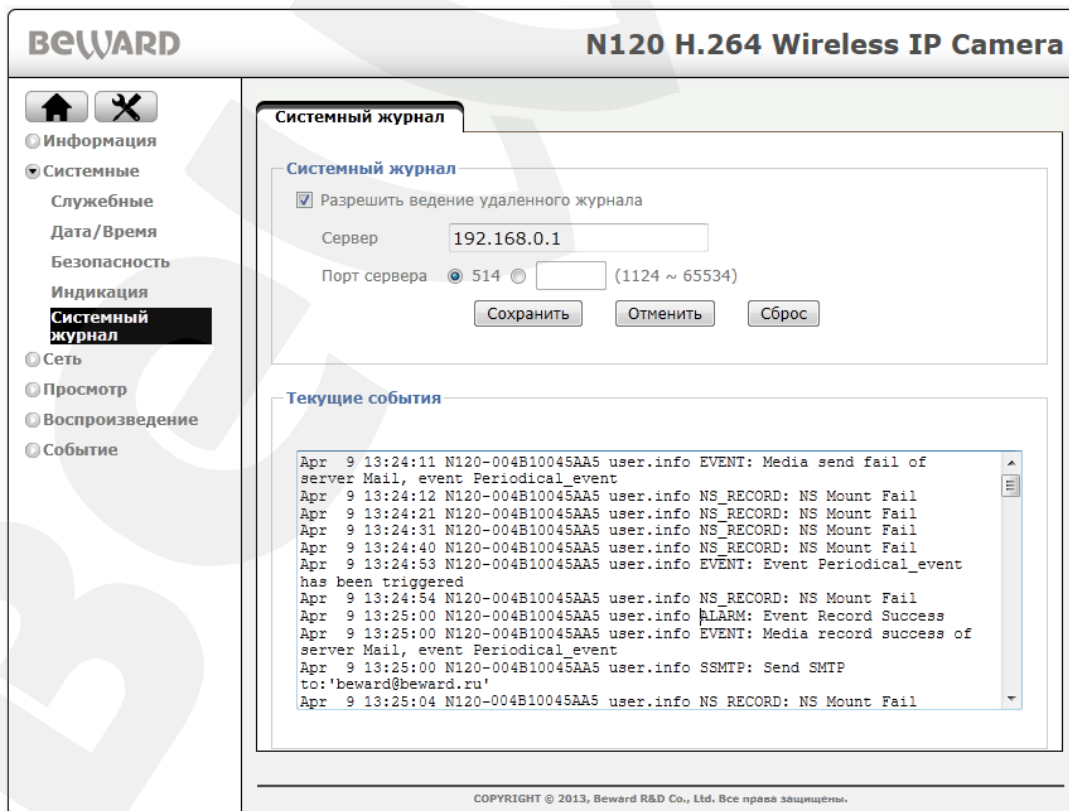 BEWARD
N120 H.264 Wireless IP Camera
Информация
Системные
Служебные
Дата/Время
Безопасность
Индикация
Системный
журнал
Сеть
Просмотр
Воспроизведение
Событие
Системный журнал
Системный журнал
Разрешить ведение удаленного журнала
Сервер 192.168.0.1
Порт сервера 514 (1124 ~ 65534)
Сохранить Отменить Сброс
Текущие события
Apr  9 13:24:11 N120-004B10045AA5 user.info EVENT: Media send fail of
server Mail, event Periodical_event
Apr  9 13:24:12 N120-004B10045AA5 user.info NS_RECORD: NS Mount Fail
Apr  9 13:24:21 N120-004B10045AA5 user.info NS_RECORD: NS Mount Fail
Apr  9 13:24:31 N120-004B10045AA5 user.info NS_RECORD: NS Mount Fail
Apr  9 13:24:40 N120-004B10045AA5 user.info NS_RECORD: NS Mount Fail
Apr  9 13:24:53 N120-004B10045AA5 user.info EVENT: Event Periodical_event
has been triggered
Apr  9 13:24:54 N120-004B10045AA5 user.info NS_RECORD: NS Mount Fail
Apr  9 13:25:00 N120-004B10045AA5 user.info ALARM: Event Record Success
Apr  9 13:25:00 N120-004B10045AA5 user.info EVENT: Media record success of
server Mail, event Periodical_event
Apr  9 13:25:00 N120-004B10045AA5 user.info SSMTP: Send SMTP
to:'beward@beward.ru'
Apr  9 13:25:04 N120-004B10045AA5 user.info NS_RECORD: NS Mount Fail
COPYRIGHT © 2013, Beward R&D Co., Ltd. Все права защищены.